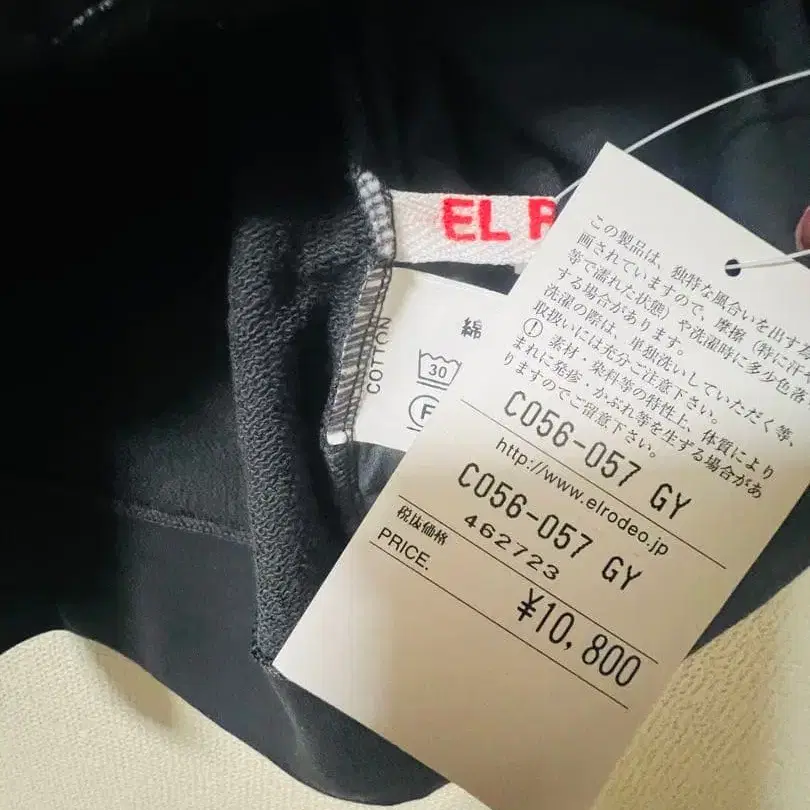 EL R
綿
COTTON
30
F
この製品は、独特な風合いを出す
画されていますので、摩擦（特に汗
等で濡れた状態）や洗濯時に多少色落
する場合があります。
洗濯の際は、単独洗いしていただく等、
取扱いには充分ご注意下さい。
! 素材・染料等の特性上、体質により
まれに発疹・かぶれ等を生ずる場合があ
りますのでご留意下さい。
C056-057 GY
http://www.elrodeo.jp
C056-057 GY
税抜価格 462723
PRICE.
¥10,800